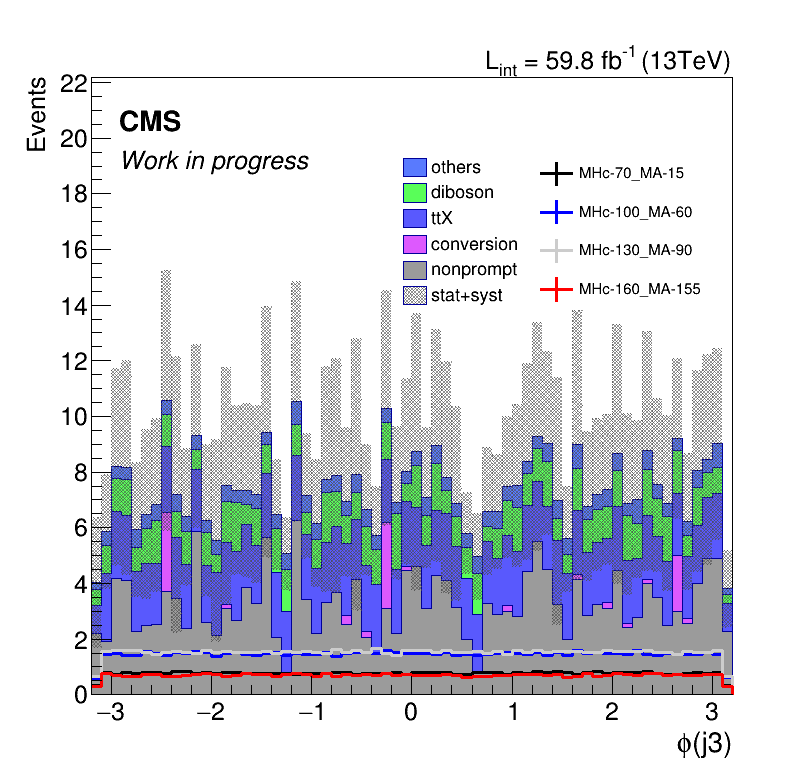 L_int = 59.8 fb⁻¹ (13TeV)
Events
22
20
18
16
14
12
10
8
6
4
2
0
CMS
Work in progress
others
diboson
ttX
conversion
nonprompt
stat+syst
MHc-70_MA-15
MHc-100_MA-60
MHc-130_MA-90
MHc-160_MA-155
−3 −2 −1 0 1 2 3
ϕ(j3)